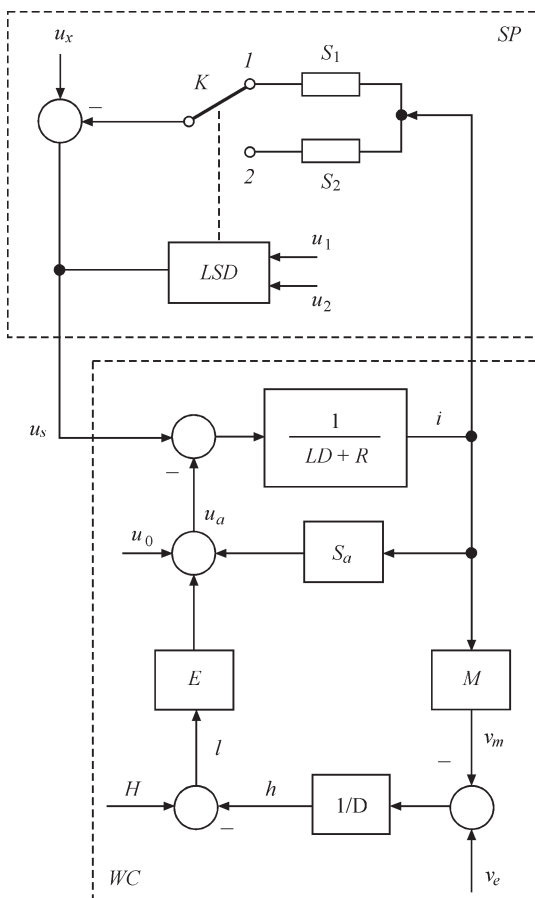 u_x
SP
−
K
1
S_1
2
S_2
LSD
u_1
u_2
u_s
−
1
LD + R
i
u_a
u_0
S_a
E
M
l
v_m
−
H
h
1/D
−
WC
v_e